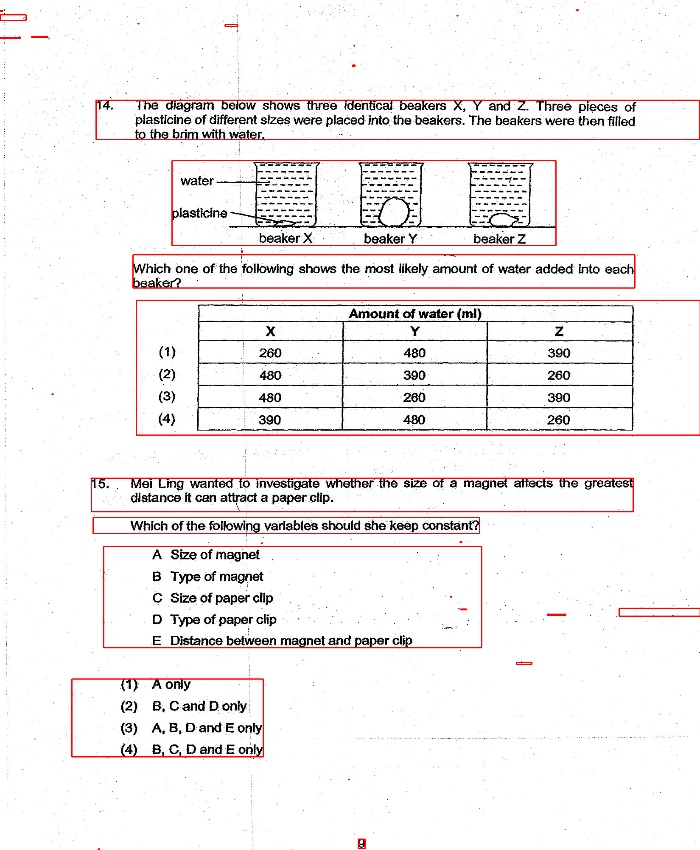 14. The diagram below shows three identical beakers X, Y and Z. Three pieces of
plasticine of different sizes were placed into the beakers. The beakers were then filled
to the brim with water.
water
plasticine
beaker X beaker Y beaker Z
Which one of the following shows the most likely amount of water added into each
beaker?
Amount of water (ml)
X Y Z
(1) 260 480 390
(2) 480 390 260
(3) 480 260 390
(4) 390 480 260
15. Mei Ling wanted to investigate whether the size of a magnet affects the greatest
distance it can attract a paper clip.
Which of the following variables should she keep constant?
A Size of magnet
B Type of magnet
C Size of paper clip
D Type of paper clip
E Distance between magnet and paper clip
(1) A only
(2) B, C and D only
(3) A, B, D and E only
(4) B, C, D and E only
9